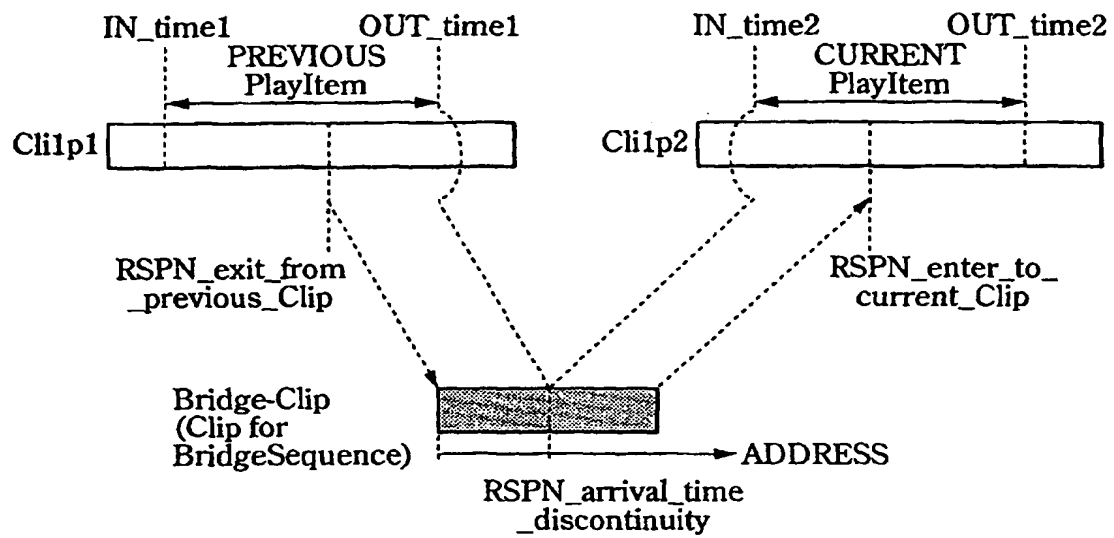 IN_time1
OUT_time1
IN_time2
OUT_time2
PREVIOUS
PlayItem
CURRENT
PlayItem
Cli1p1
Cli1p2
RSPN_exit_from
_previous_Clip
RSPN_enter_to_
current_Clip
Bridge-Clip
(Clip for
BridgeSequence)
ADDRESS
RSPN_arrival_time
_discontinuity